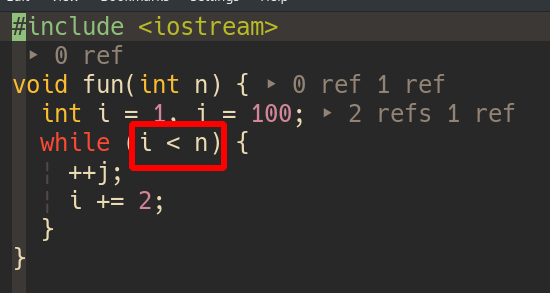 #include <iostream>
▸ 0 ref
void fun(int n) { ▸ 0 ref 1 ref
int i = 1, j = 100; ▸ 2 refs 1 ref
while (i < n) {
++j;
i += 2;
}
}